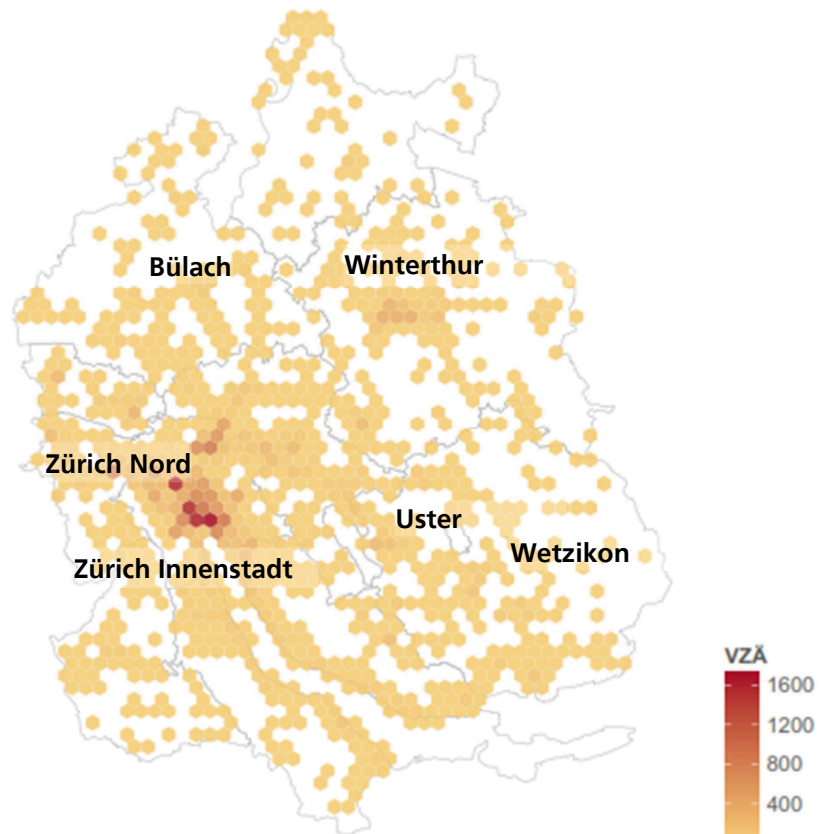 Bülach
Winterthur
Zürich Nord
Uster
Wetzikon
Zürich Innenstadt
VZÄ
1600
1200
800
400